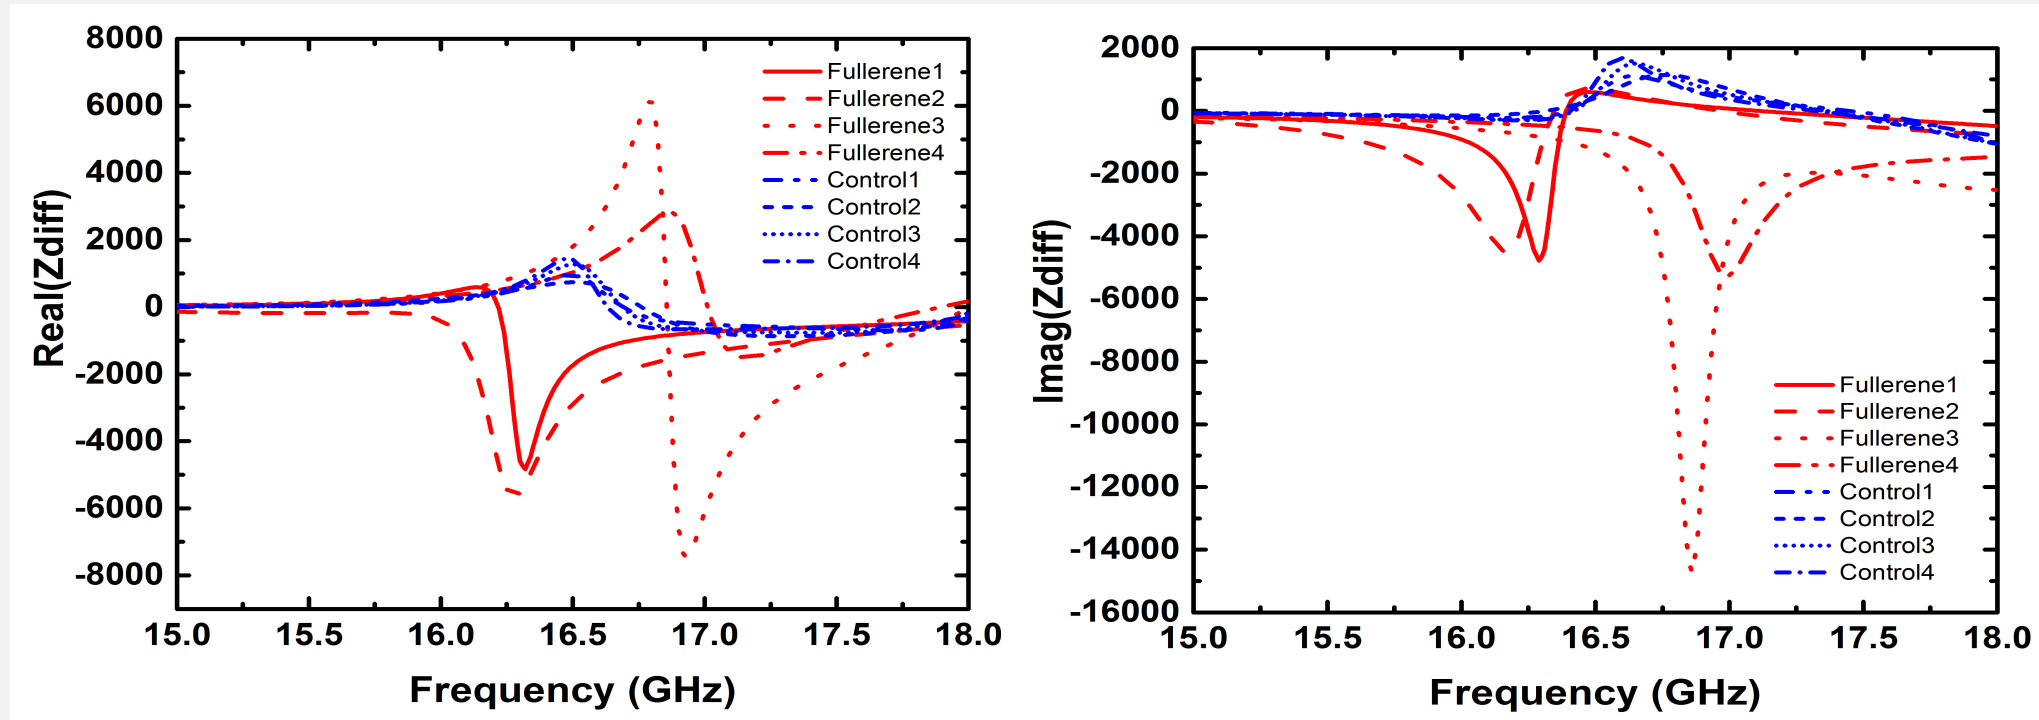 8000
6000
4000
2000
0
-2000
-4000
-6000
-8000
Real(Zdiff)
15.0 15.5 16.0 16.5 17.0 17.5 18.0
Frequency (GHz)
Fullerene1
Fullerene2
Fullerene3
Fullerene4
Control1
Control2
Control3
Control4
2000
0
-2000
-4000
-6000
-8000
-10000
-12000
-14000
-16000
Imag(Zdiff)
15.0 15.5 16.0 16.5 17.0 17.5 18.0
Frequency (GHz)
Fullerene1
Fullerene2
Fullerene3
Fullerene4
Control1
Control2
Control3
Control4